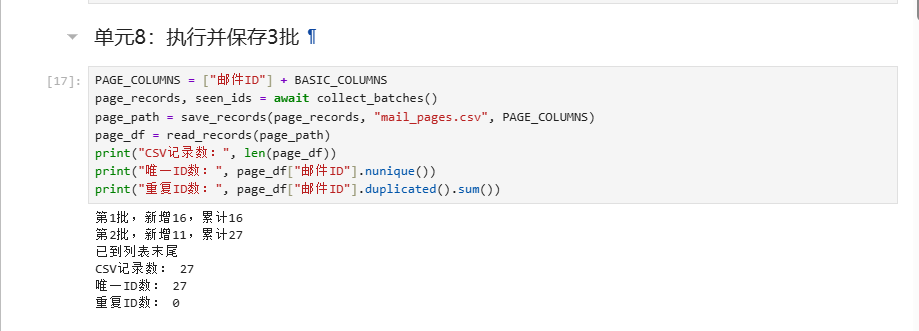 单元8：执行并保存3批 ¶
[17]:
PAGE_COLUMNS = ["邮件ID"] + BASIC_COLUMNS
page_records, seen_ids = await collect_batches()
page_path = save_records(page_records, "mail_pages.csv", PAGE_COLUMNS)
page_df = read_records(page_path)
print("CSV记录数：", len(page_df))
print("唯一ID数：", page_df["邮件ID"].nunique())
print("重复ID数：", page_df["邮件ID"].duplicated().sum())
第1批，新增16，累计16
第2批，新增11，累计27
已到列表末尾
CSV记录数： 27
唯一ID数： 27
重复ID数： 0